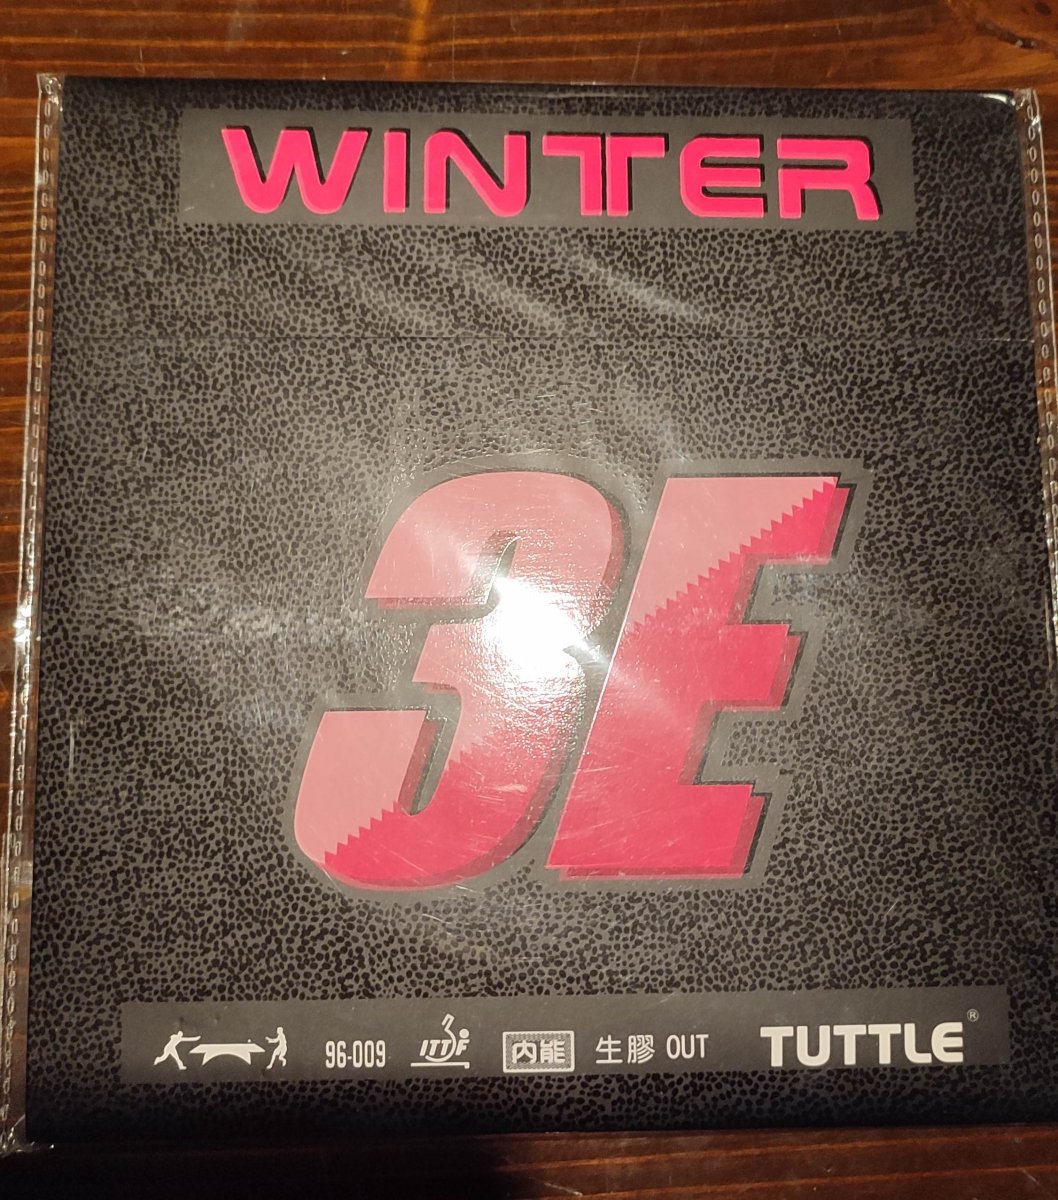 WINTER
3E
96-009 ITTF 内能 生膠 OUT TUTTLE®